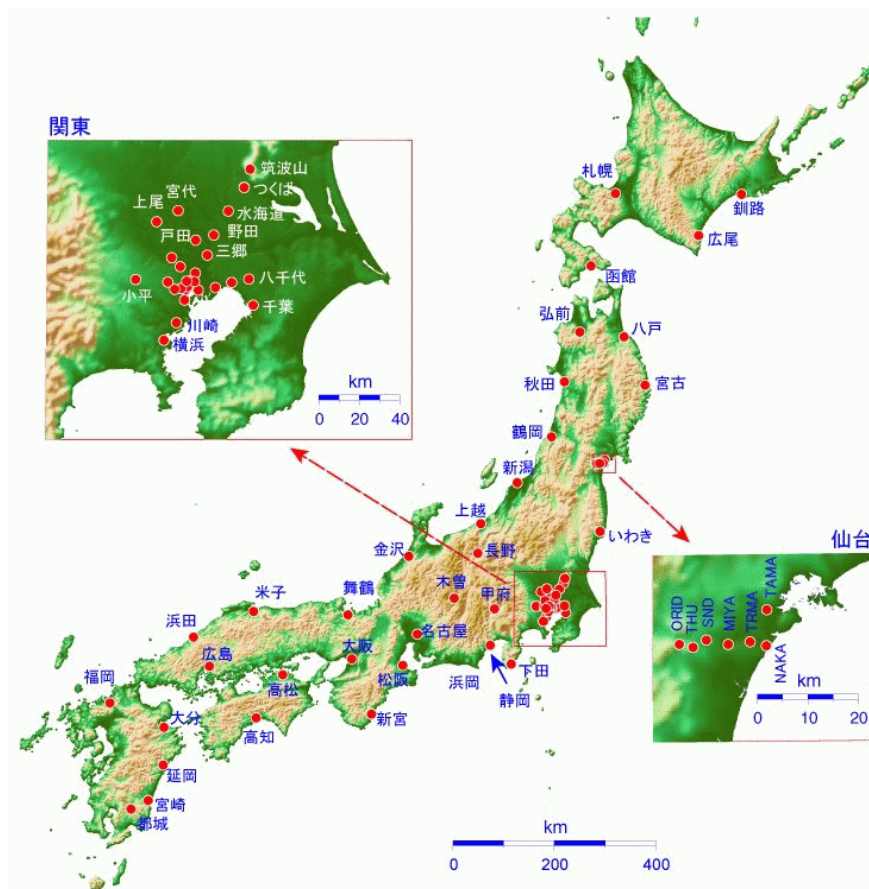 関東
筑波山
つくば
宮代
上尾
水海道
戸田
野田
三郷
小平
八千代
千葉
川崎
横浜
km
0 20 40
札幌
釧路
広尾
函館
弘前
八戸
秋田
宮古
鶴岡
新潟
上越
いわき
金沢
長野
仙台
木曽
甲府
米子
舞鶴
浜田
名古屋
大阪
広島
福岡
松阪
浜岡
下田
静岡
高松
新宮
大分
高知
延岡
宮崎
都城
ORID
THU
SND
MIYA
TRMA
TAMA
NAKA
km
0 10 20
km
0 200 400